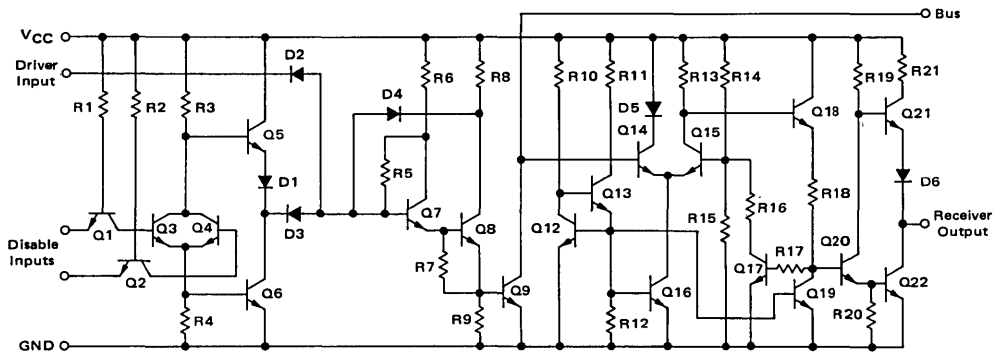 Bus
VCC
Driver
Input
D2
R1
R2
R3
R6
R8
R10
R11
R13
R14
R19
R21
D4
D5
Q5
Q14
Q15
Q18
Q21
D1
R5
Q13
R16
R18
D6
Q3
Q4
D3
Q7
Q8
Q12
R15
Receiver
Output
Disable
Inputs
Q1
Q2
R7
Q17
R17
Q20
Q6
Q9
Q16
Q19
Q22
R4
R9
R12
R20
GND